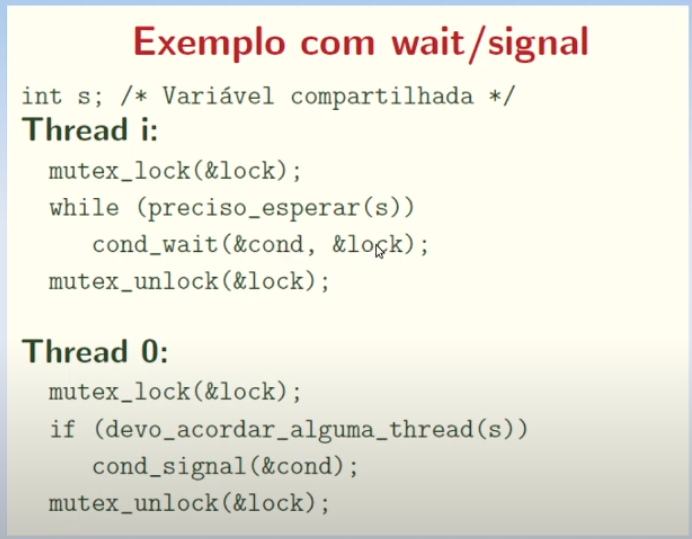 Exemplo com wait/signal
int s; /* Variável compartilhada */
Thread i:
mutex_lock(&lock);
while (preciso_esperar(s))
cond_wait(&cond, &lock);
mutex_unlock(&lock);
Thread 0:
mutex_lock(&lock);
if (devo_acordar_alguma_thread(s))
cond_signal(&cond);
mutex_unlock(&lock);